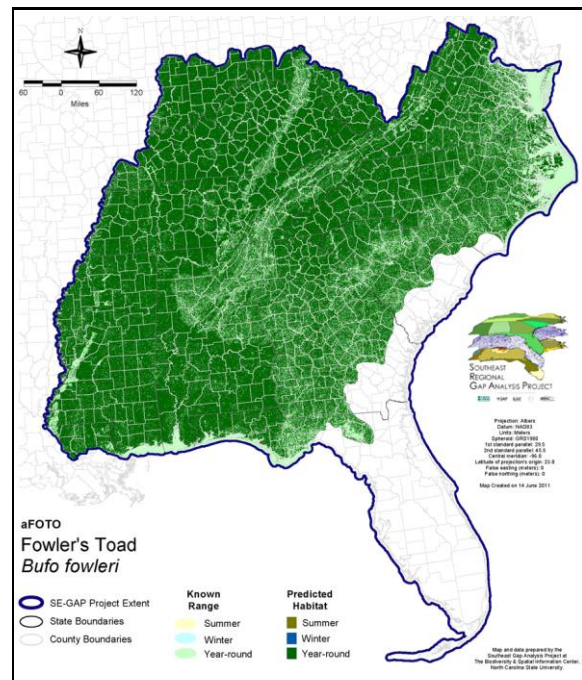 60 0 60
Miles
SOUTHEAST
REGIONAL
GAP ANALYSIS PROJECT
Projection: Albers
Datum: NAD83
Units: Meters
Spheroid: GRS1980
1st standard parallel: 29.5
2nd standard parallel: 45.5
Central meridian: -96.0
Latitude of projection's origin: 23.0
False easting (meters): 0
False northing (meters): 0
Map Created on 14 June 2011
aFOTO
Fowler's Toad
Bufo fowleri
SE-GAP Project Extent
State Boundaries
County Boundaries
Known
Range
Summer
Winter
Year-round
Predicted
Habitat
Summer
Winter
Year-round
Map and data prepared by the
Southeast Gap Analysis Project at
The Biodiversity & Spatial Information Center,
North Carolina State University.